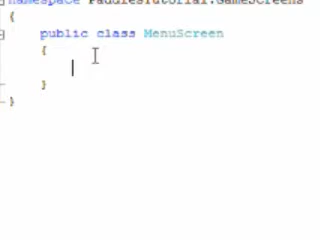 namespace PaddlesTutorial.GameScreens
{
public class MenuScreen
{
}
}